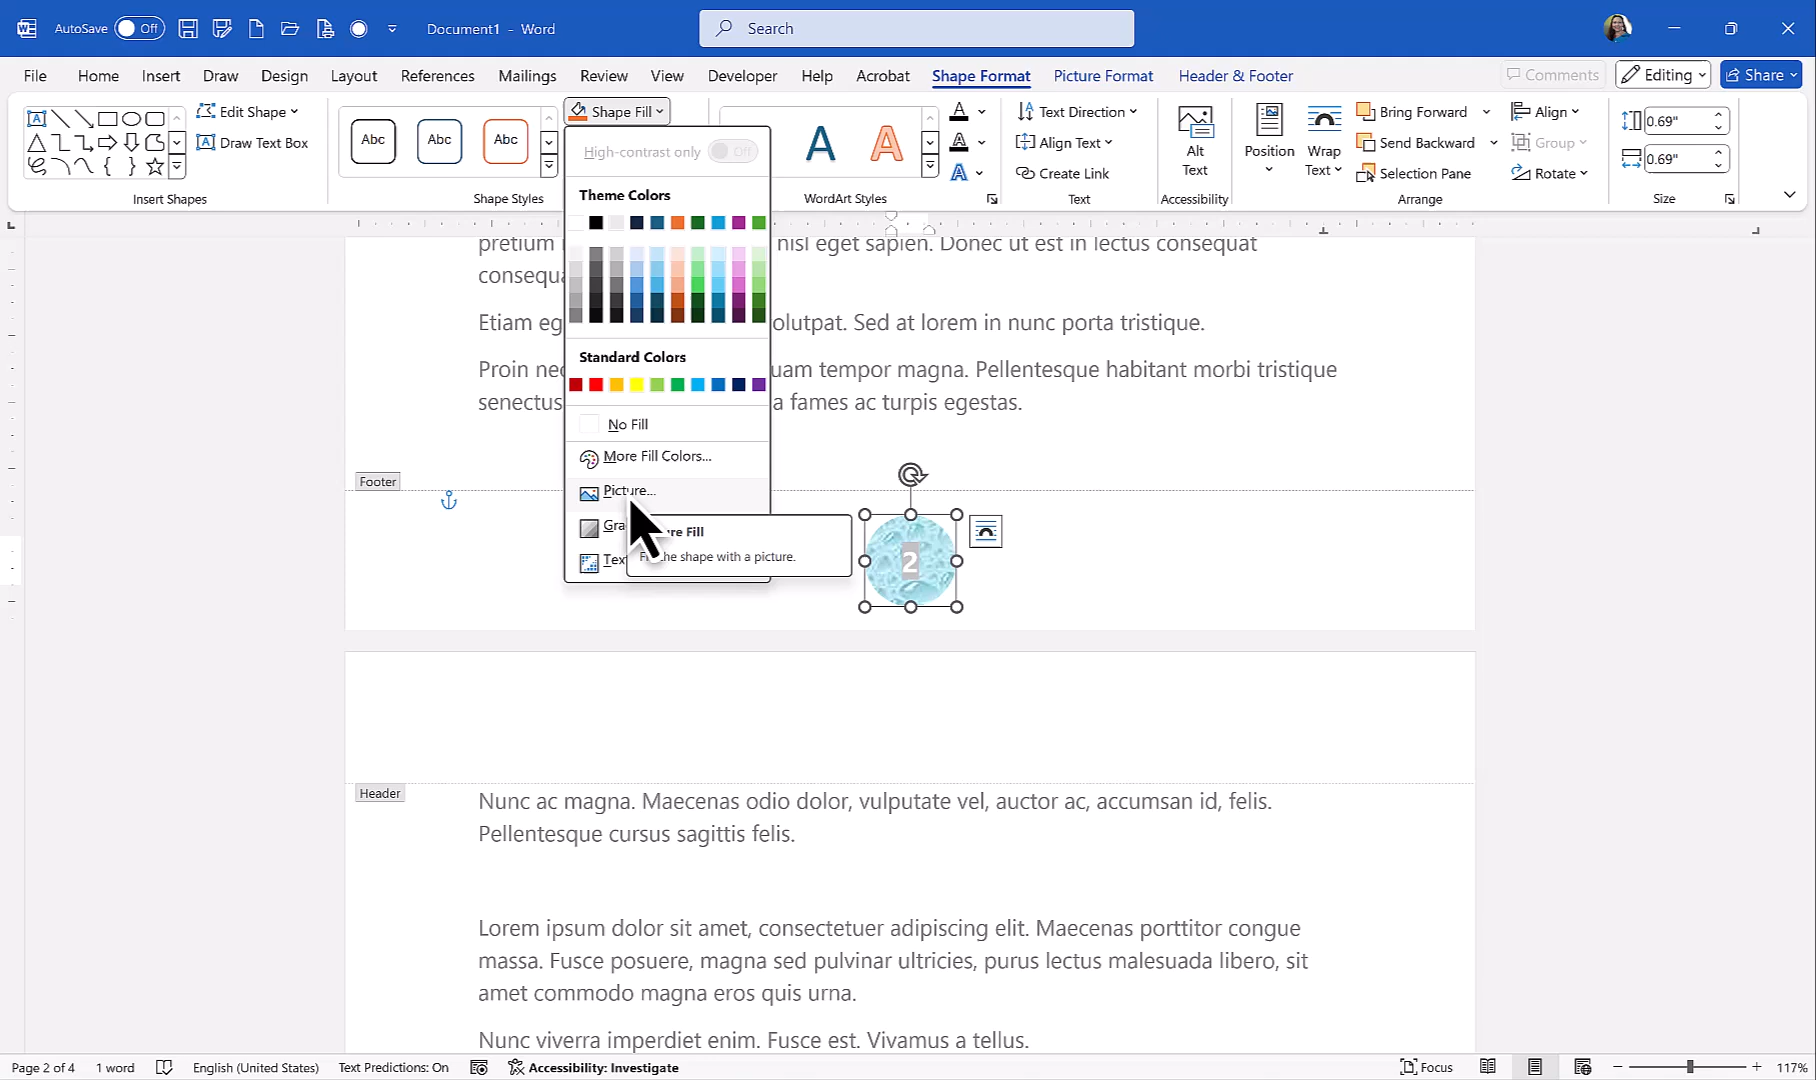 AutoSave Off Document1 - Word Search
File Home Insert Draw Design Layout References Mailings Review View Developer Help Acrobat Shape Format Picture Format Header & Footer Comments Editing Share
Edit Shape
Draw Text Box
Insert Shapes
Abc Abc Abc
Shape Styles
Shape Fill
High-contrast only Off
Theme Colors
Standard Colors
No Fill
More Fill Colors...
Picture...
Fill
the shape with a picture.
A A
WordArt Styles
Text Direction
Align Text
Create Link
Text
Alt
Text
Accessibility
Position
Wrap
Text
Bring Forward
Send Backward
Selection Pane
Align
Group
Rotate
Arrange
0.69"
0.69"
Size
pretium nisl eget sapien. Donec ut est in lectus consequat
Etiam olutpat. Sed at lorem in nunc porta tristique.
Proin uam tempor magna. Pellentesque habitant morbi tristique
senectus a fames ac turpis egestas.
Footer
2
Header
Nunc ac magna. Maecenas odio dolor, vulputate vel, auctor ac, accumsan id, felis.
Pellentesque cursus sagittis felis.
Lorem ipsum dolor sit amet, consectetuer adipiscing elit. Maecenas porttitor congue
massa. Fusce posuere, magna sed pulvinar ultricies, purus lectus malesuada libero, sit
amet commodo magna eros quis urna.
Nunc viverra imperdiet enim. Fusce est. Vivamus a tellus.
Page 2 of 4 1 word English (United States) Text Predictions: On Accessibility: Investigate Focus 117%